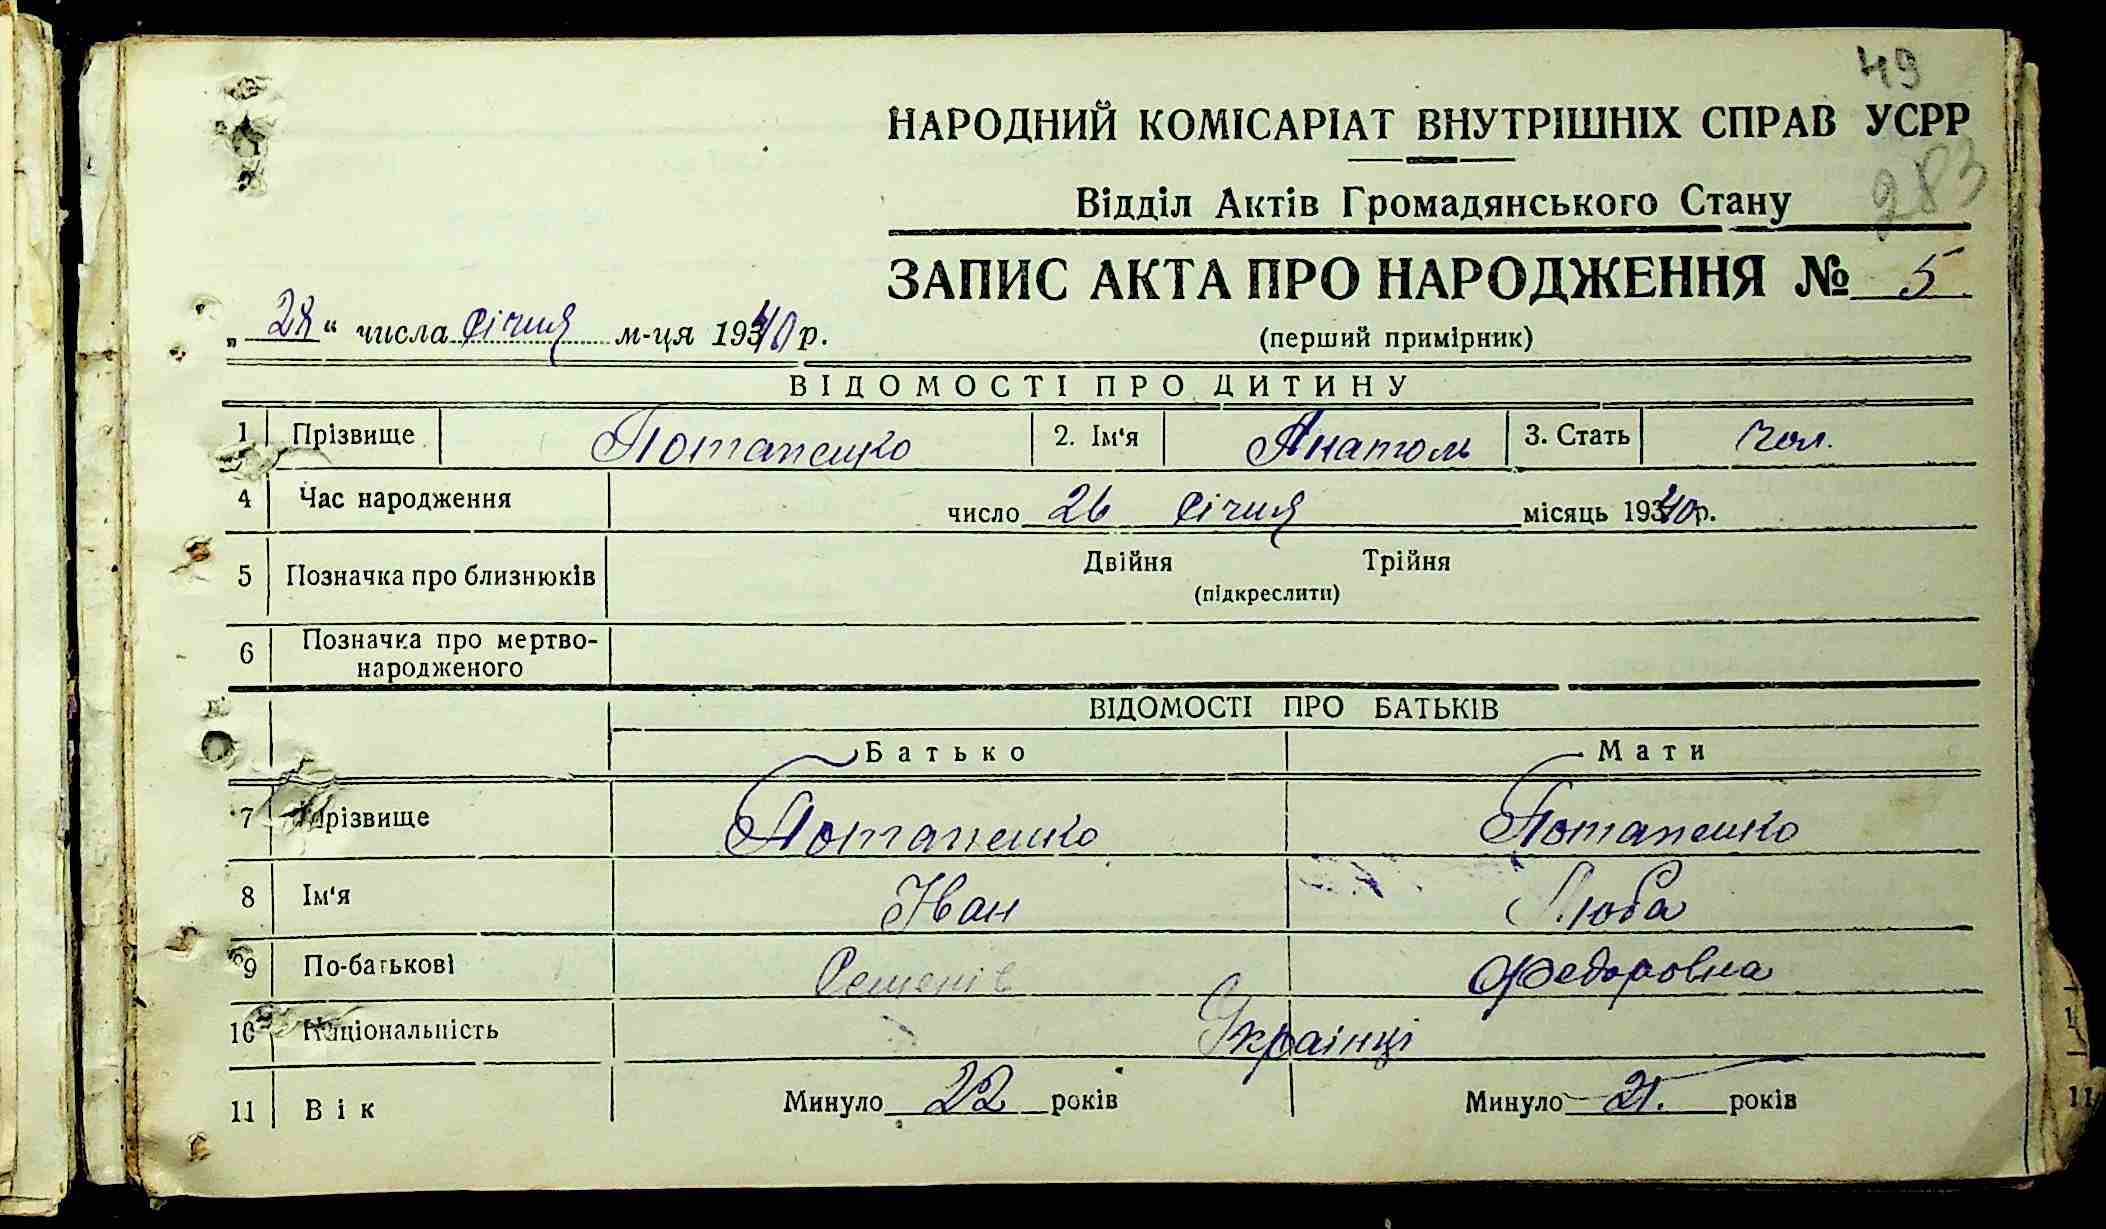 49
НАРОДНИЙ КОМІСАРІАТ ВНУТРІШНІХ СПРАВ УСРР
283
Відділ Актів Громадянського Стану
ЗАПИС АКТА ПРО НАРОДЖЕННЯ № 5
„28“ числа січня м-ця 1940 р.
(перший примірник)
ВІДОМОСТІ ПРО ДИТИНУ
1 Прізвище Потапенко 2. Ім'я Анатоль 3. Стать чол.
4 Час народження число 26 січня місяць 1940 р.
5 Позначка про близнюків Двійня Трійня
(підкреслити)
6 Позначка про мертво-
народженого
ВІДОМОСТІ ПРО БАТЬКІВ
Батько Мати
7 Прізвище Потапенко Потапенко
8 Ім'я Іван Люба
9 По-батькові Семенів Федоровна
10 Національність Українці
11 Вік Минуло 22 років Минуло 21. років
11